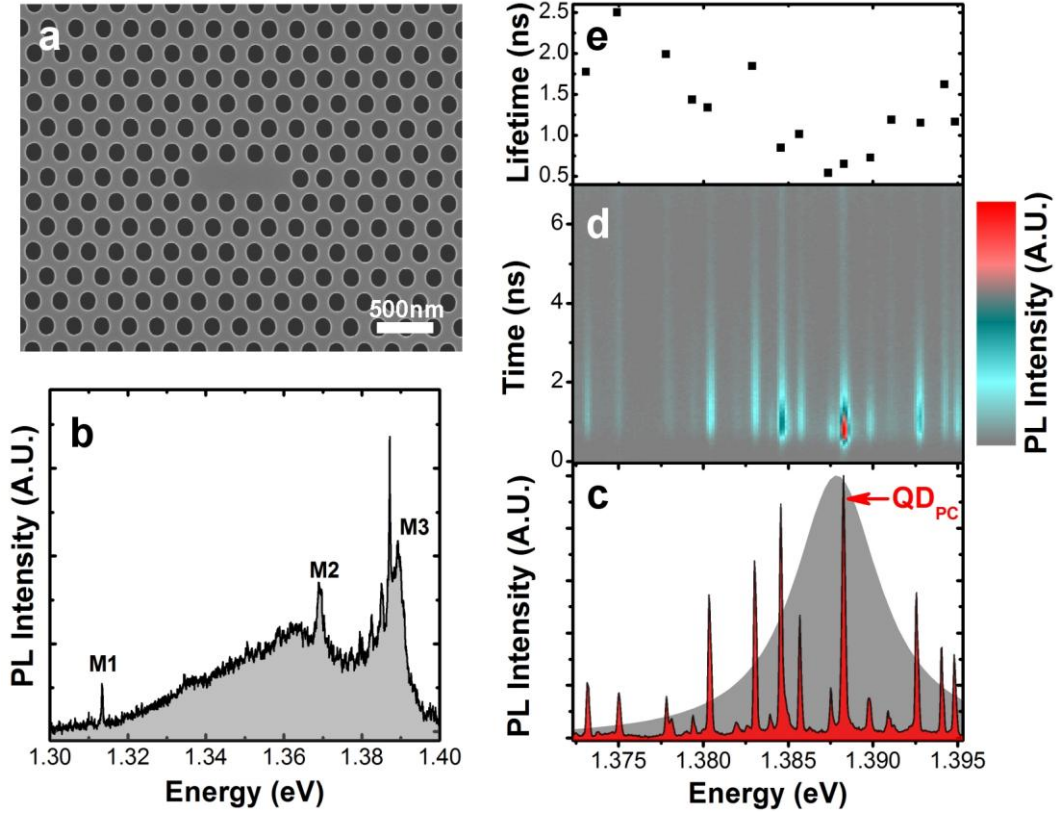 a
500nm
b
PL Intensity (A.U.)
M1
M2
M3
1.30 1.32 1.34 1.36 1.38 1.40
Energy (eV)
e
Lifetime (ns)
2.5
2.0
1.5
1.0
0.5
d
Time (ns)
6
4
2
0
PL Intensity (A.U.)
c
QD_PC
PL Intensity (A.U.)
1.375 1.380 1.385 1.390 1.395
Energy (eV)